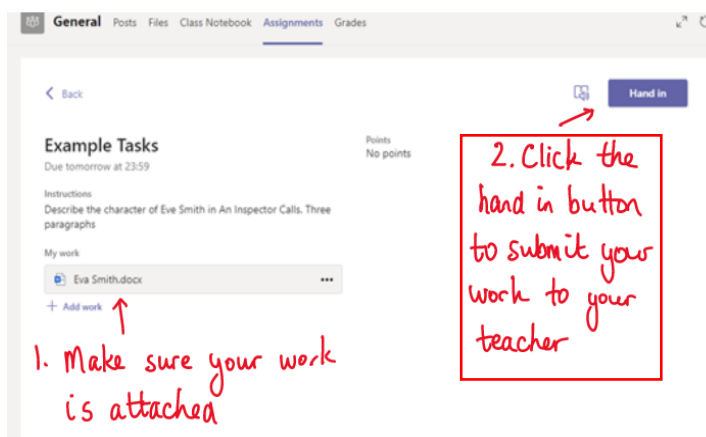 General Posts Files Class Notebook Assignments Grades
Back
Hand in
Example Tasks
Due tomorrow at 23:59
Points
No points
Instructions
Describe the character of Eve Smith in An Inspector Calls. Three
paragraphs
My work
Eva Smith.docx
+ Add work
1. Make sure your work
is attached
2. Click the
hand in button
to submit your
work to your
teacher